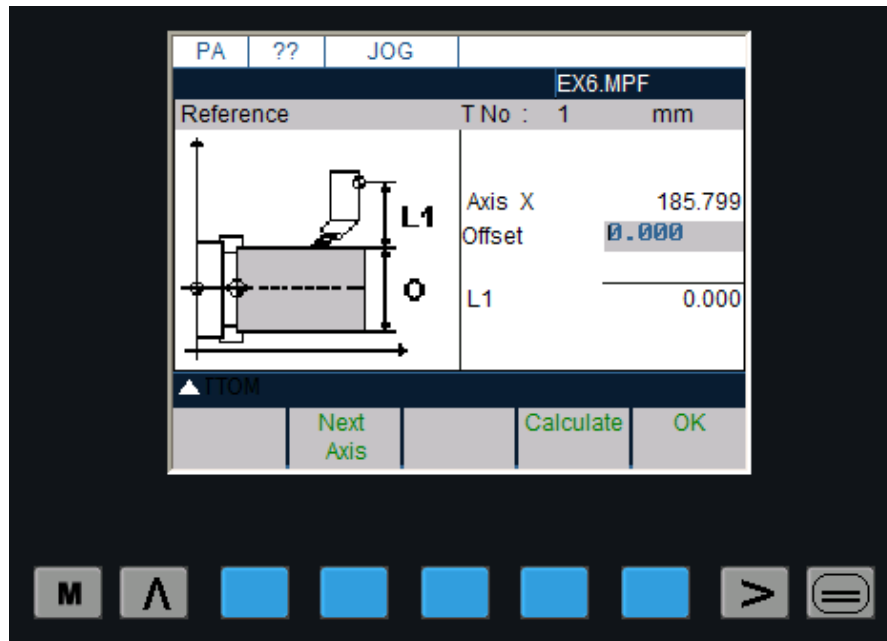 PA ?? JOG
EX6.MPF
Reference T No : 1 mm
L1
O
Axis X 185.799
Offset 0.000
L1 0.000
TTOM
Next Axis Calculate OK
M Λ >